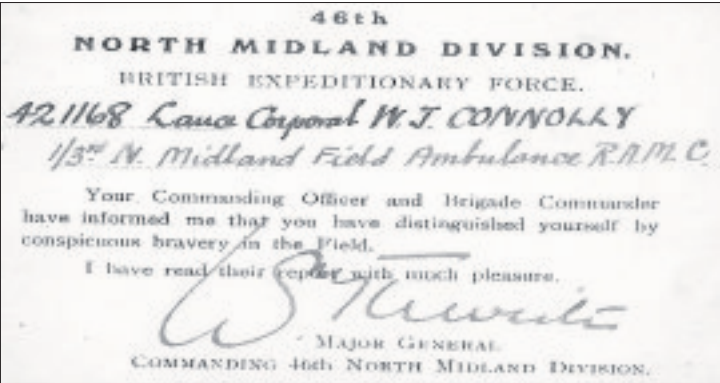 46th
NORTH MIDLAND DIVISION.
BRITISH EXPEDITIONARY FORCE.
421168 Lance Corporal W. J. CONNOLLY
1/3rd N. Midland Field Ambulance R.A.M.C.
Your Commanding Officer and Brigade Commander
have informed me that you have distinguished yourself by
conspicuous bravery in the Field.
I have read their report with much pleasure.
MAJOR GENERAL
COMMANDING 46th NORTH MIDLAND DIVISION.